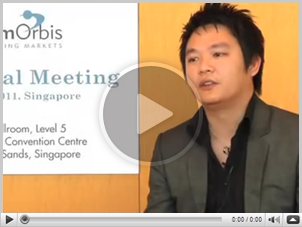 mOrbis
ING MARKETS
al Meeting
011, Singapore
llroom, Level 5
Convention Centre
Sands, Singapore
0:00 / 0:00